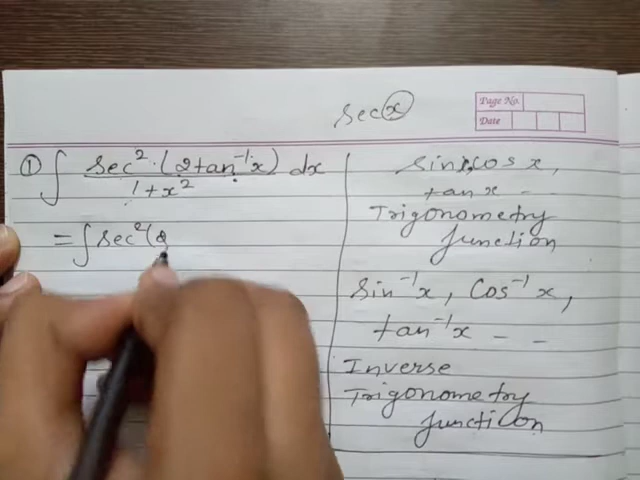 sec x
Page No.
Date
① ∫ sec² · (2tan⁻¹x) / 1 + x² dx
= ∫ sec²(2
sin x, cos x,
tan x - -
Trigonometry
function
sin⁻¹x, Cos⁻¹x,
tan⁻¹x - -
Inverse
Trigonometry
function